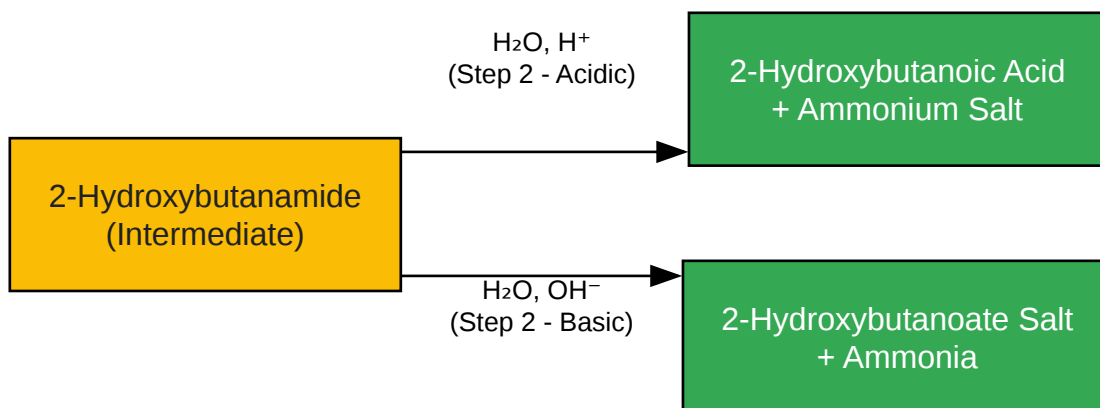 H₂O, H⁺
(Step 2 - Acidic)
2-Hydroxybutanoic Acid
+ Ammonium Salt
2-Hydroxybutanamide
(Intermediate)
H₂O, OH⁻
(Step 2 - Basic)
2-Hydroxybutanoate Salt
+ Ammonia